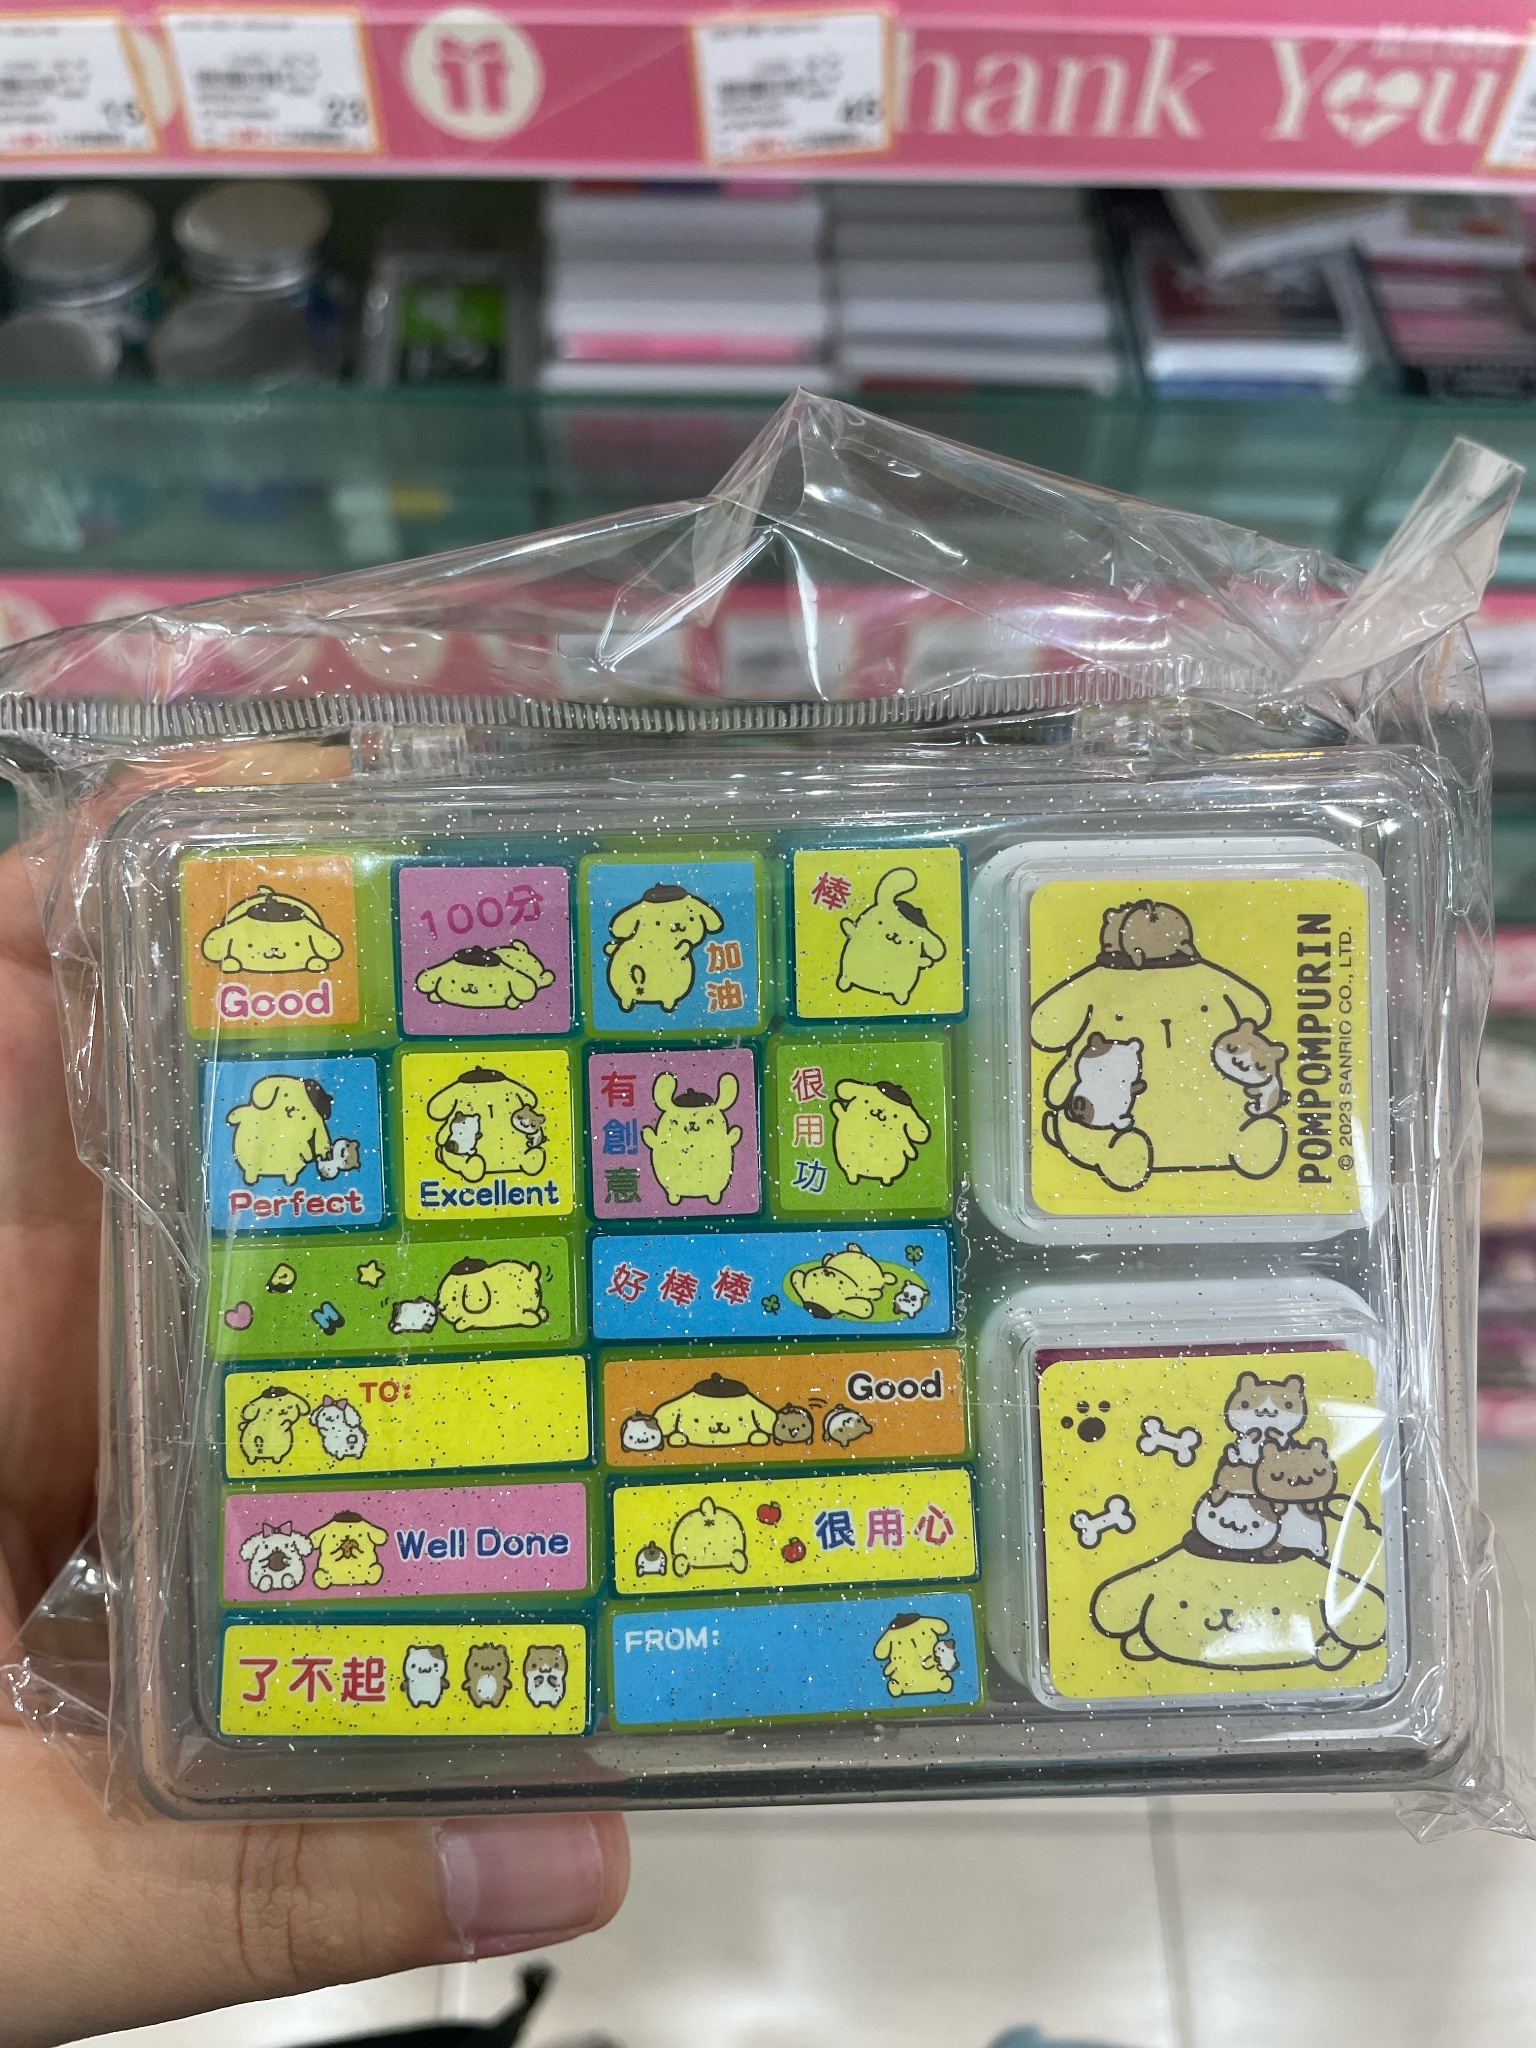 hank You
Good
100分
加油
棒
Perfect
Excellent
有創意
很用功
好棒棒
TO:
Good
Well Done
很用心
了不起
FROM:
POMPOMPURIN
© 2023 SANRIO CO., LTD.